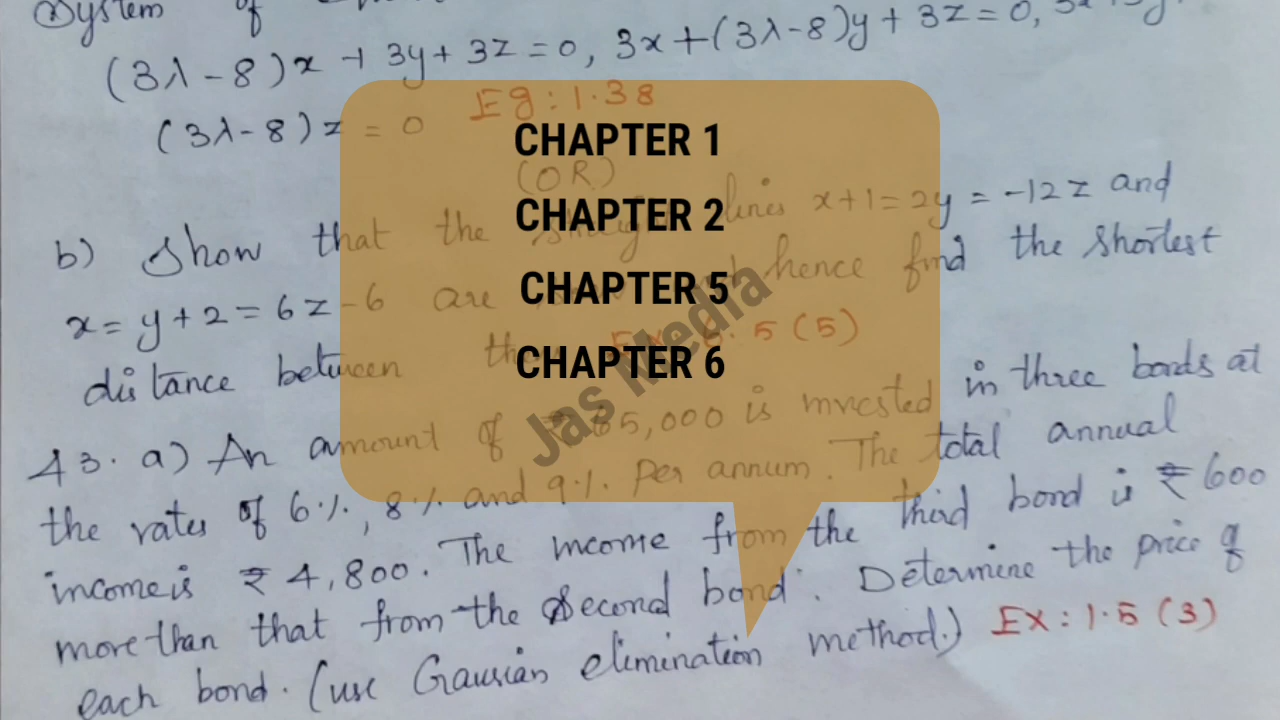 System of
(3λ-8)x + 3y + 3z = 0, 3x + (3λ-8)y + 3z = 0,
(3λ-8)z = 0 Eg: 1.38
(OR)
b) Show that the lines x+1 = 2y = -12z and
x = y+2 = 6z-6 are hence find the shortest
distance between Ex 6.5(5)
43. a) An amount of ₹ 65,000 is invested in three bonds at
the rates of 6%, 8% and 9% per annum. The total annual
income is ₹ 4,800. The income from the third bond is ₹ 600
more than that from the second bond. Determine the price of
each bond. (use Gaussian elimination method.) Ex: 1.5 (3)
CHAPTER 1
CHAPTER 2
CHAPTER 5
CHAPTER 6
Jas Media